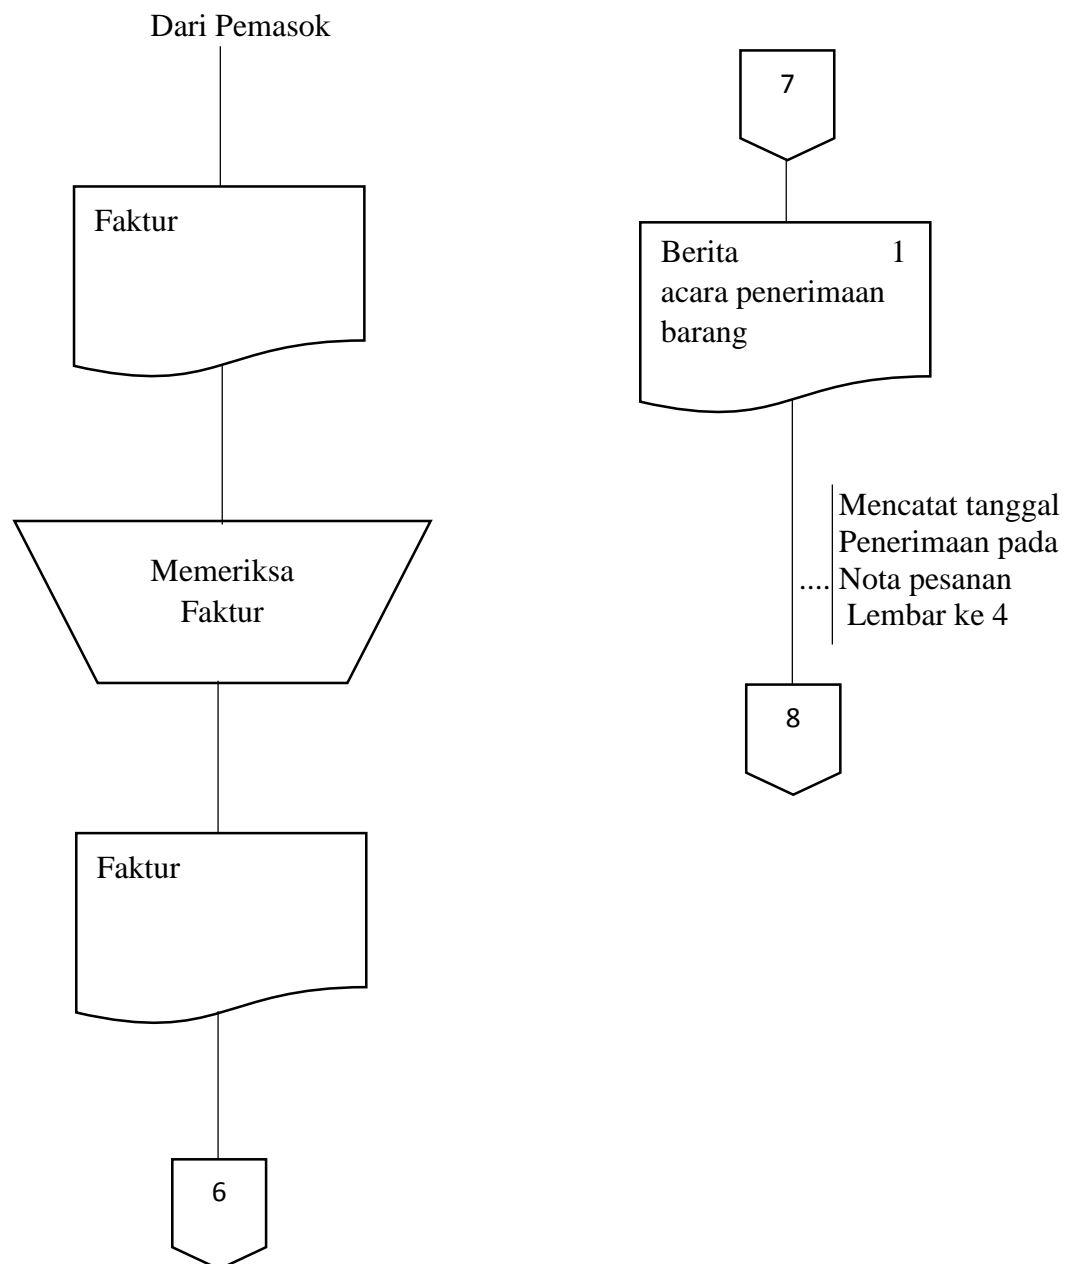 Dari Pemasok
Faktur
Memeriksa
Faktur
Faktur
6
7
Berita 1
acara penerimaan
barang
Mencatat tanggal
Penerimaan pada
.... Nota pesanan
Lembar ke 4
8